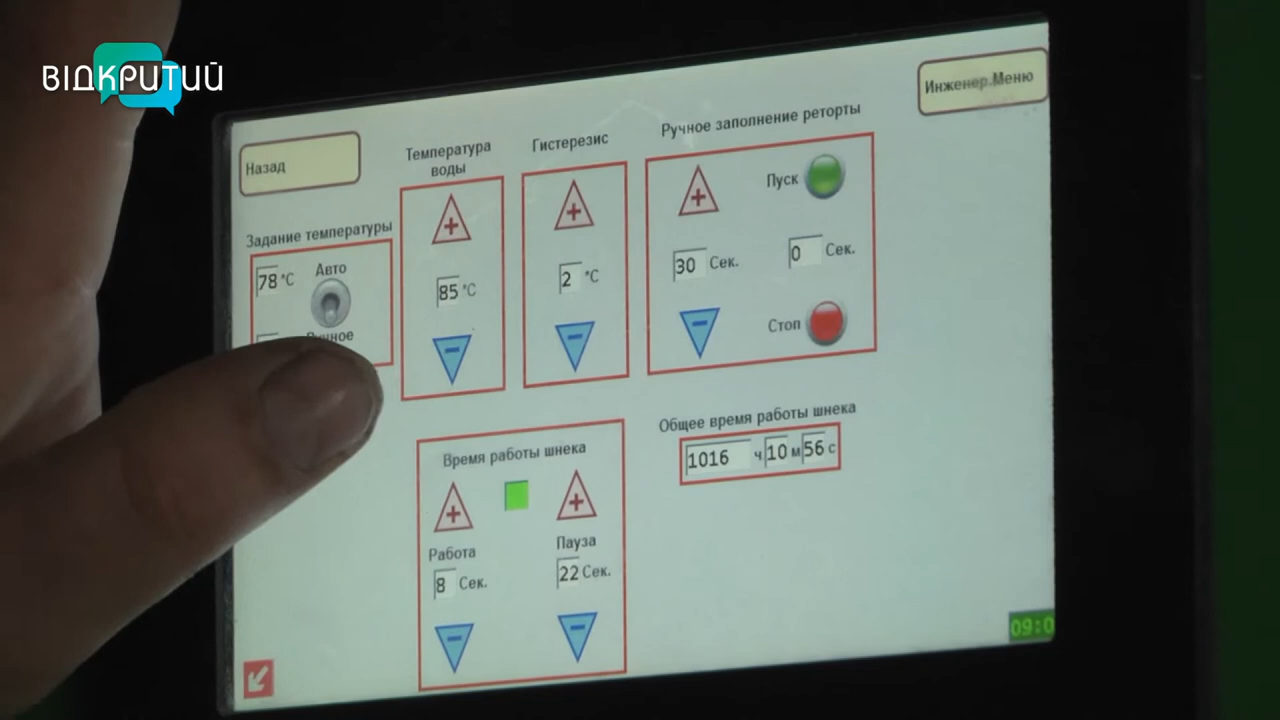 ВІДКРИТИЙ
Инженер.Меню
Назад
Температура
воды
Гистерезис
Ручное заполнение реторты
Задание температуры
78 °C
Авто
85 °C
2 °C
30 Сек.
Пуск
0 Сек.
Стоп
Время работы шнека
Общее время работы шнека
1016 ч 10 м 56 с
Работа
8 Сек.
Пауза
22 Сек.